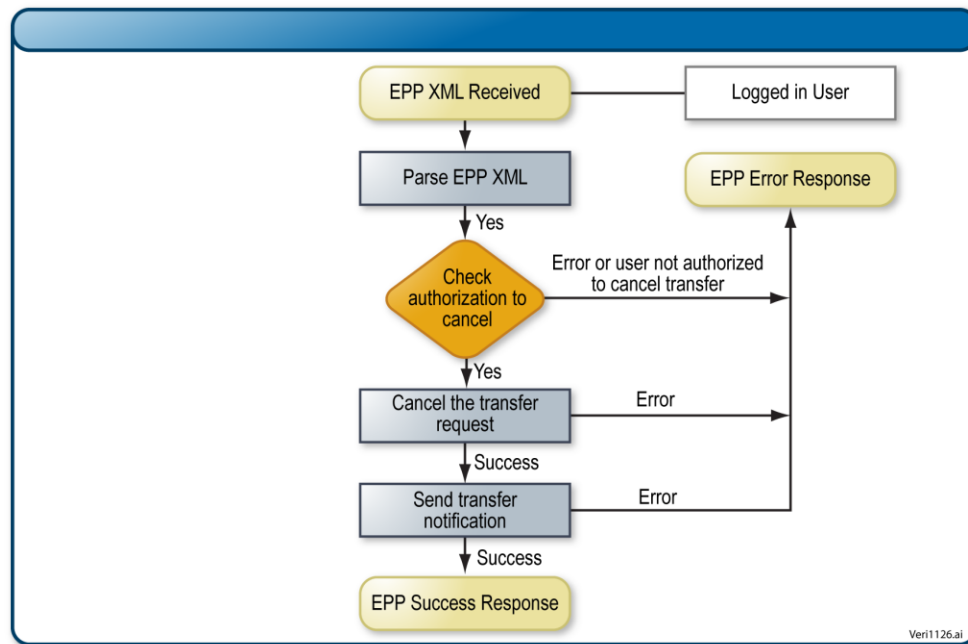 EPP XML Received
Logged in User
Parse EPP XML
EPP Error Response
Yes
Check
authorization to
cancel
Error or user not authorized
to cancel transfer
Yes
Cancel the transfer
request
Error
Success
Send transfer
notification
Error
Success
EPP Success Response
Veri1126.ai